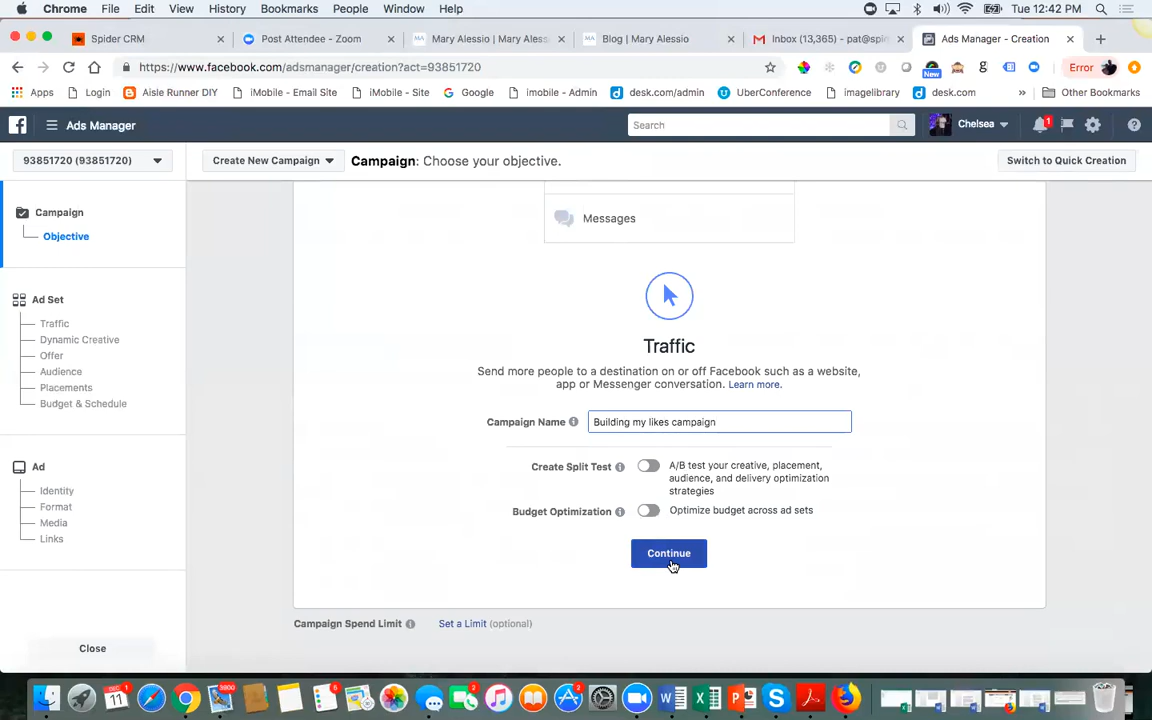 Chrome File Edit View History Bookmarks People Window Help Tue 12:42 PM
Spider CRM Post Attendee - Zoom Mary Alessio | Mary Aless Blog | Mary Alessio Inbox (13,365) - pat@spi Ads Manager - Creation
https://www.facebook.com/adsmanager/creation?act=93851720 New Error
Apps Login Aisle Runner DIY iMobile - Email Site iMobile - Site Google imobile - Admin desk.com/admin UberConference imagelibrary desk.com » Other Bookmarks
Ads Manager Search Chelsea 1
93851720 (93851720) Create New Campaign Campaign: Choose your objective. Switch to Quick Creation
Campaign
Objective
Ad Set
Traffic
Dynamic Creative
Offer
Audience
Placements
Budget & Schedule
Ad
Identity
Format
Media
Links
Close
Messages
Traffic
Send more people to a destination on or off Facebook such as a website,
app or Messenger conversation. Learn more.
Campaign Name Building my likes campaign
Create Split Test A/B test your creative, placement,
audience, and delivery optimization
strategies
Budget Optimization Optimize budget across ad sets
Continue
Campaign Spend Limit Set a Limit (optional)